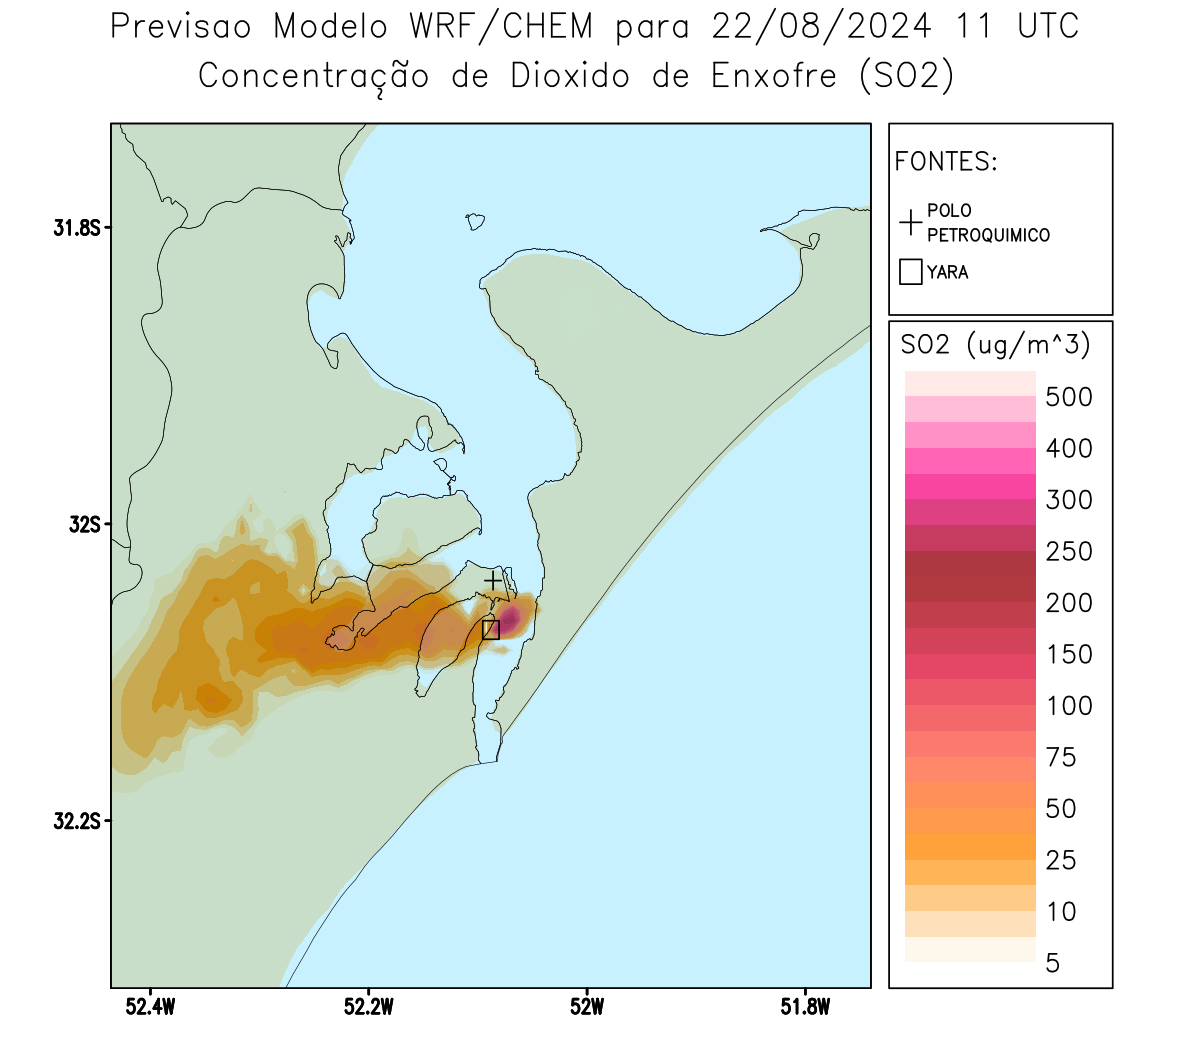 Previsao Modelo WRF/CHEM para 22/08/2024 11 UTC
Concentração de Dioxido de Enxofre (SO2)
FONTES:
POLO
PETROQUIMICO
YARA
SO2 (ug/m^3)
500
400
300
250
200
150
100
75
50
25
10
5
31.8S
32S
32.2S
52.4W
52.2W
52W
51.8W